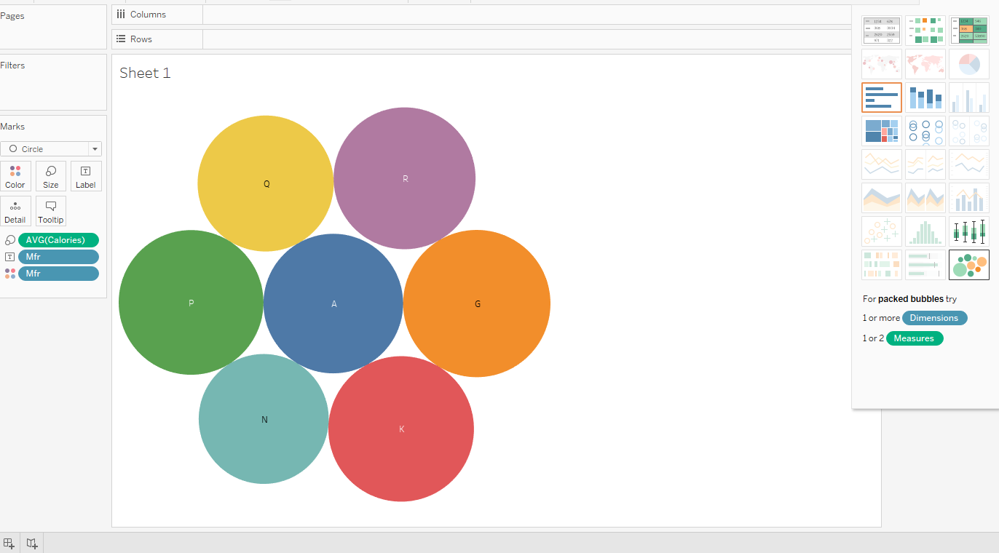 Pages
Columns
Rows
Filters
Sheet 1
Marks
Circle
Color
Size
Label
Detail
Tooltip
AVG(Calories)
Mfr
Mfr
Q
R
P
A
G
N
K
For packed bubbles try
1 or more Dimensions
1 or 2 Measures